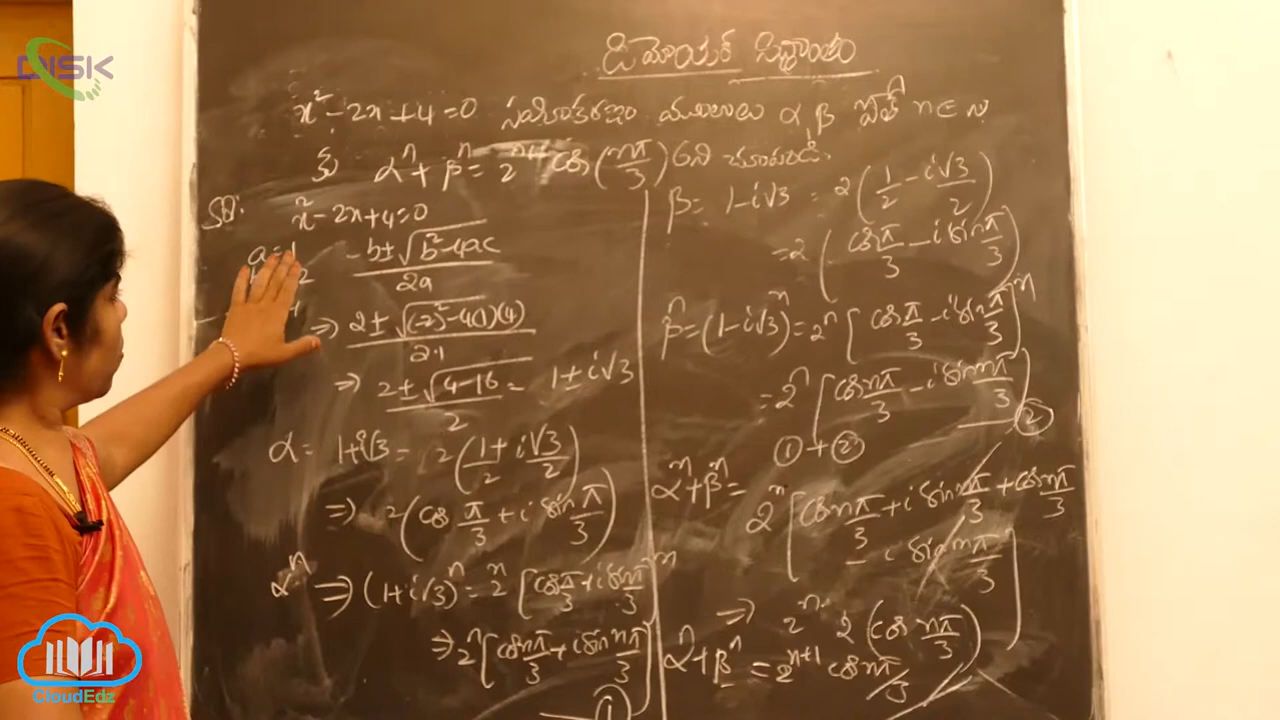 DISK
డిమోయర్ సిద్ధాంతం
x² - 2x + 4 = 0 సమీకరణం మూలాలు α β ఐతే n ∈ న
కు αⁿ + βⁿ = 2ⁿ⁺¹ cos(nπ/3) అని చూపండి.
Sol:
x² - 2x + 4 = 0
a = 1
-b ± √(b² - 4ac) / 2a
⇒ 2 ± √((-2)² - 4(1)(4)) / 2·1
⇒ 2 ± √(4 - 16) / 2 = 1 ± i√3
α = 1 + i√3 = 2(1/2 + i√3/2)
⇒ 2(cos π/3 + i sin π/3)
αⁿ ⇒ (1 + i√3)ⁿ = 2ⁿ[cos π/3 + i sin π/3]ⁿ
⇒ 2ⁿ[cos nπ/3 + i sin nπ/3]
①
β = 1 - i√3 = 2(1/2 - i√3/2)
= 2(cos π/3 - i sin π/3)
βⁿ = (1 - i√3)ⁿ = 2ⁿ[cos π/3 - i sin π/3]ⁿ
= 2ⁿ[cos nπ/3 - i sin nπ/3]
②
① + ②
αⁿ + βⁿ = 2ⁿ[cos nπ/3 + i sin nπ/3 + cos nπ/3
- i sin nπ/3]
⇒ 2ⁿ · 2(cos nπ/3)
αⁿ + βⁿ = 2ⁿ⁺¹ cos nπ/3
CloudEdz